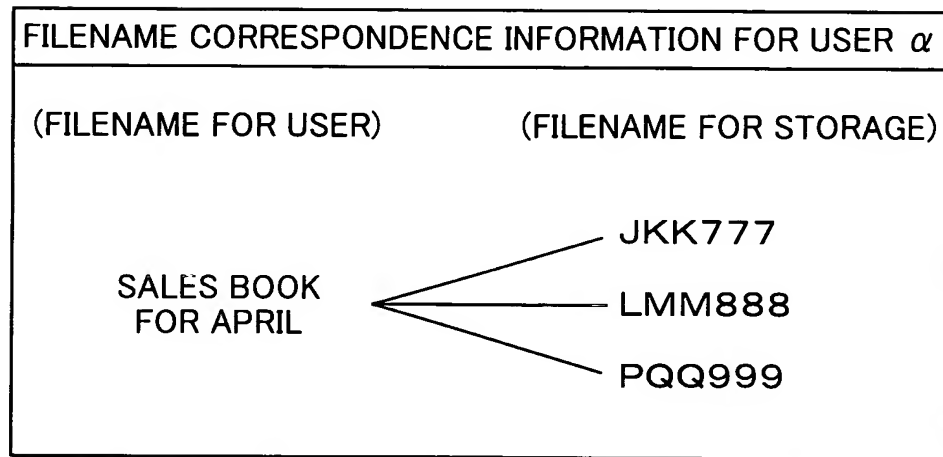 FILENAME CORRESPONDENCE INFORMATION FOR USER α
(FILENAME FOR USER) (FILENAME FOR STORAGE)
JKK777
SALES BOOK
FOR APRIL
LMM888
PQQ999